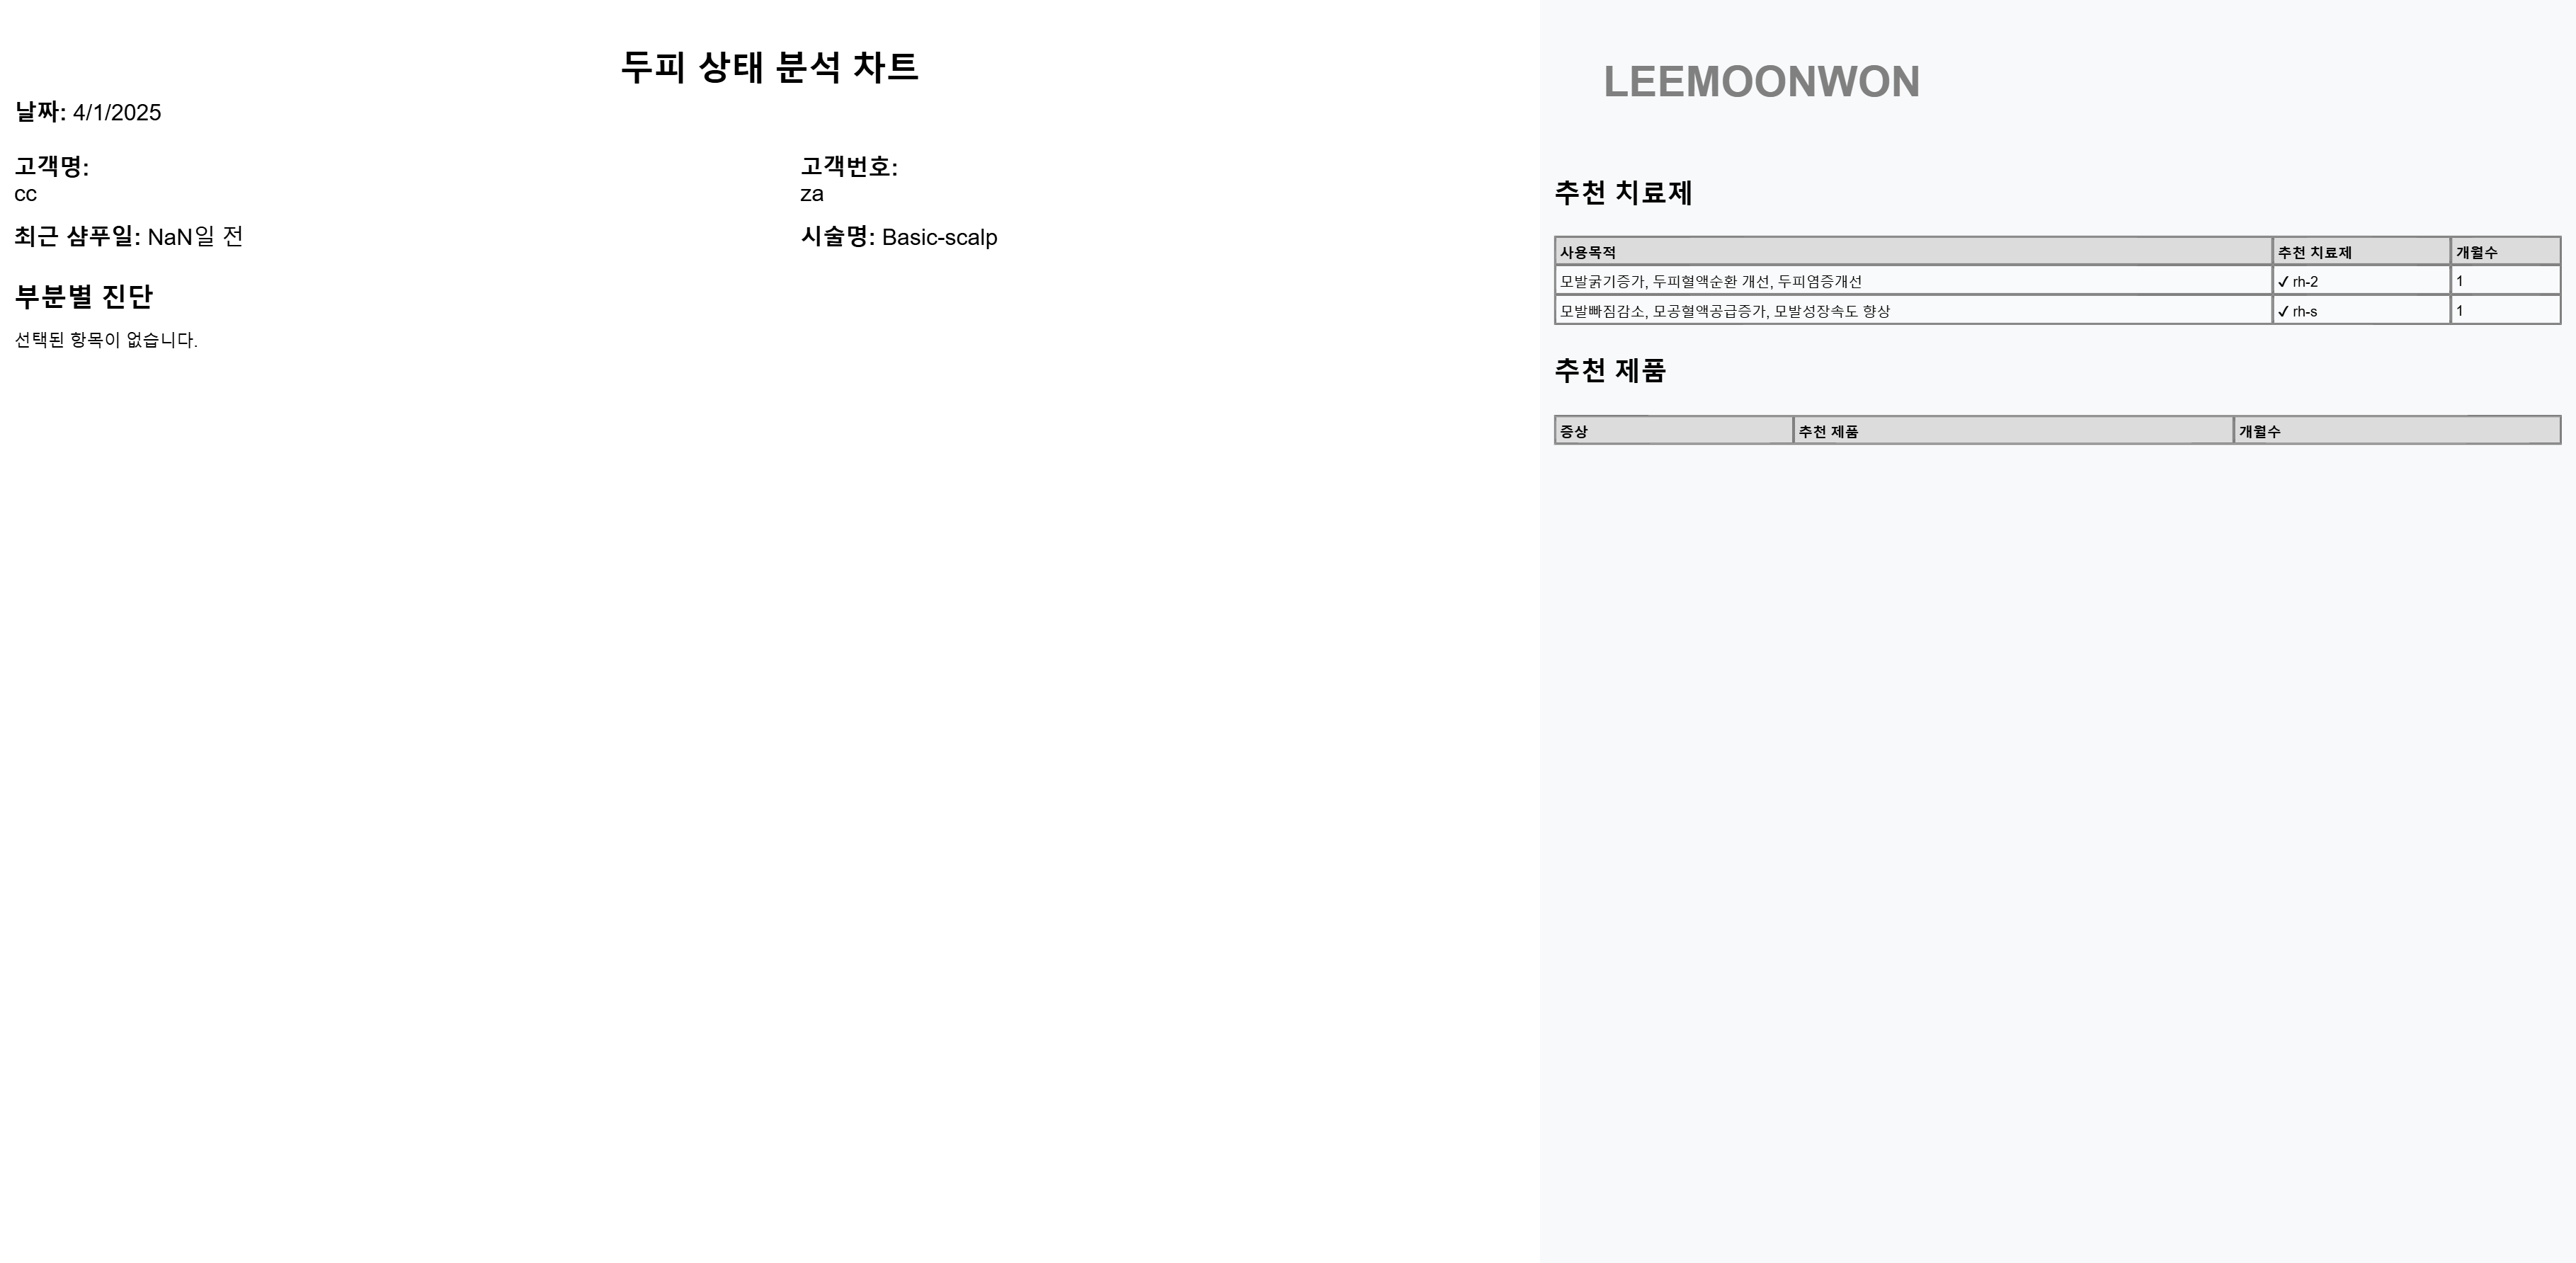 두피 상태 분석 차트
날짜: 4/1/2025
고객명:
cc
고객번호:
za
최근 샴푸일: NaN일 전
시술명: Basic-scalp
부분별 진단
선택된 항목이 없습니다.
LEEMOONWON
추천 치료제
사용목적 추천 치료제 개월수
모발굵기증가, 두피혈액순환 개선, 두피염증개선 ✓ rh-2 1
모발빠짐감소, 모공혈액공급증가, 모발성장속도 향상 ✓ rh-s 1
추천 제품
증상 추천 제품 개월수